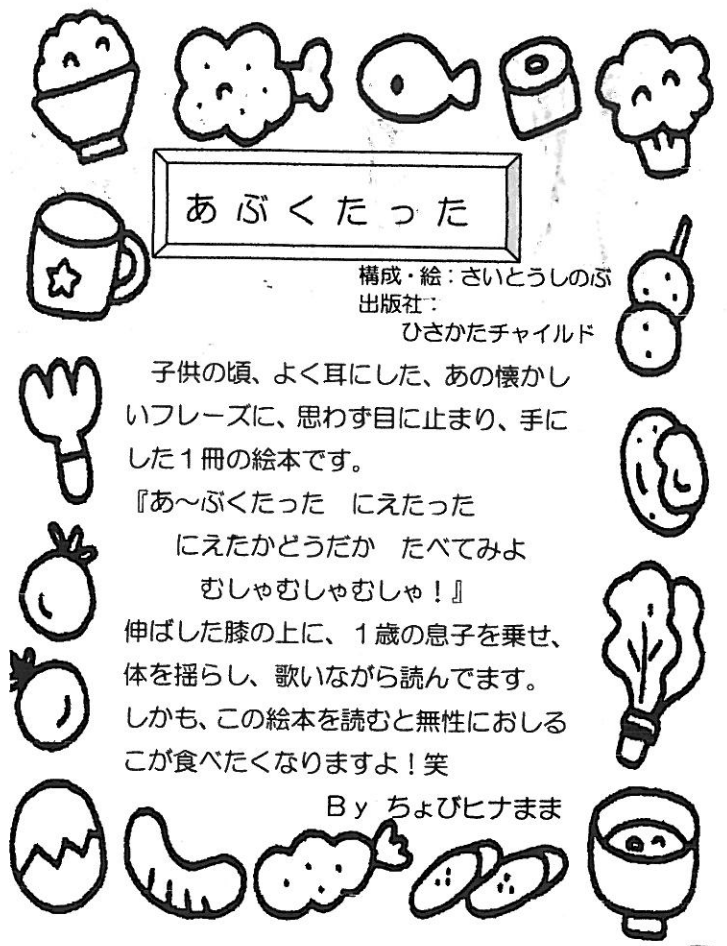 あぶくたった
構成・絵：さいとうしのぶ
出版社：
ひさかたチャイルド
子供の頃、よく耳にした、あの懐かし
いフレーズに、思わず目に止まり、手に
した１冊の絵本です。
『あ～ぶくたった　にえたった
にえたかどうだか　たべてみよ
むしゃむしゃむしゃ！』
伸ばした膝の上に、１歳の息子を乗せ、
体を揺らし、歌いながら読んでます。
しかも、この絵本を読むと無性におしる
こが食べたくなりますよ！笑
Ｂｙ　ちょびヒナまま